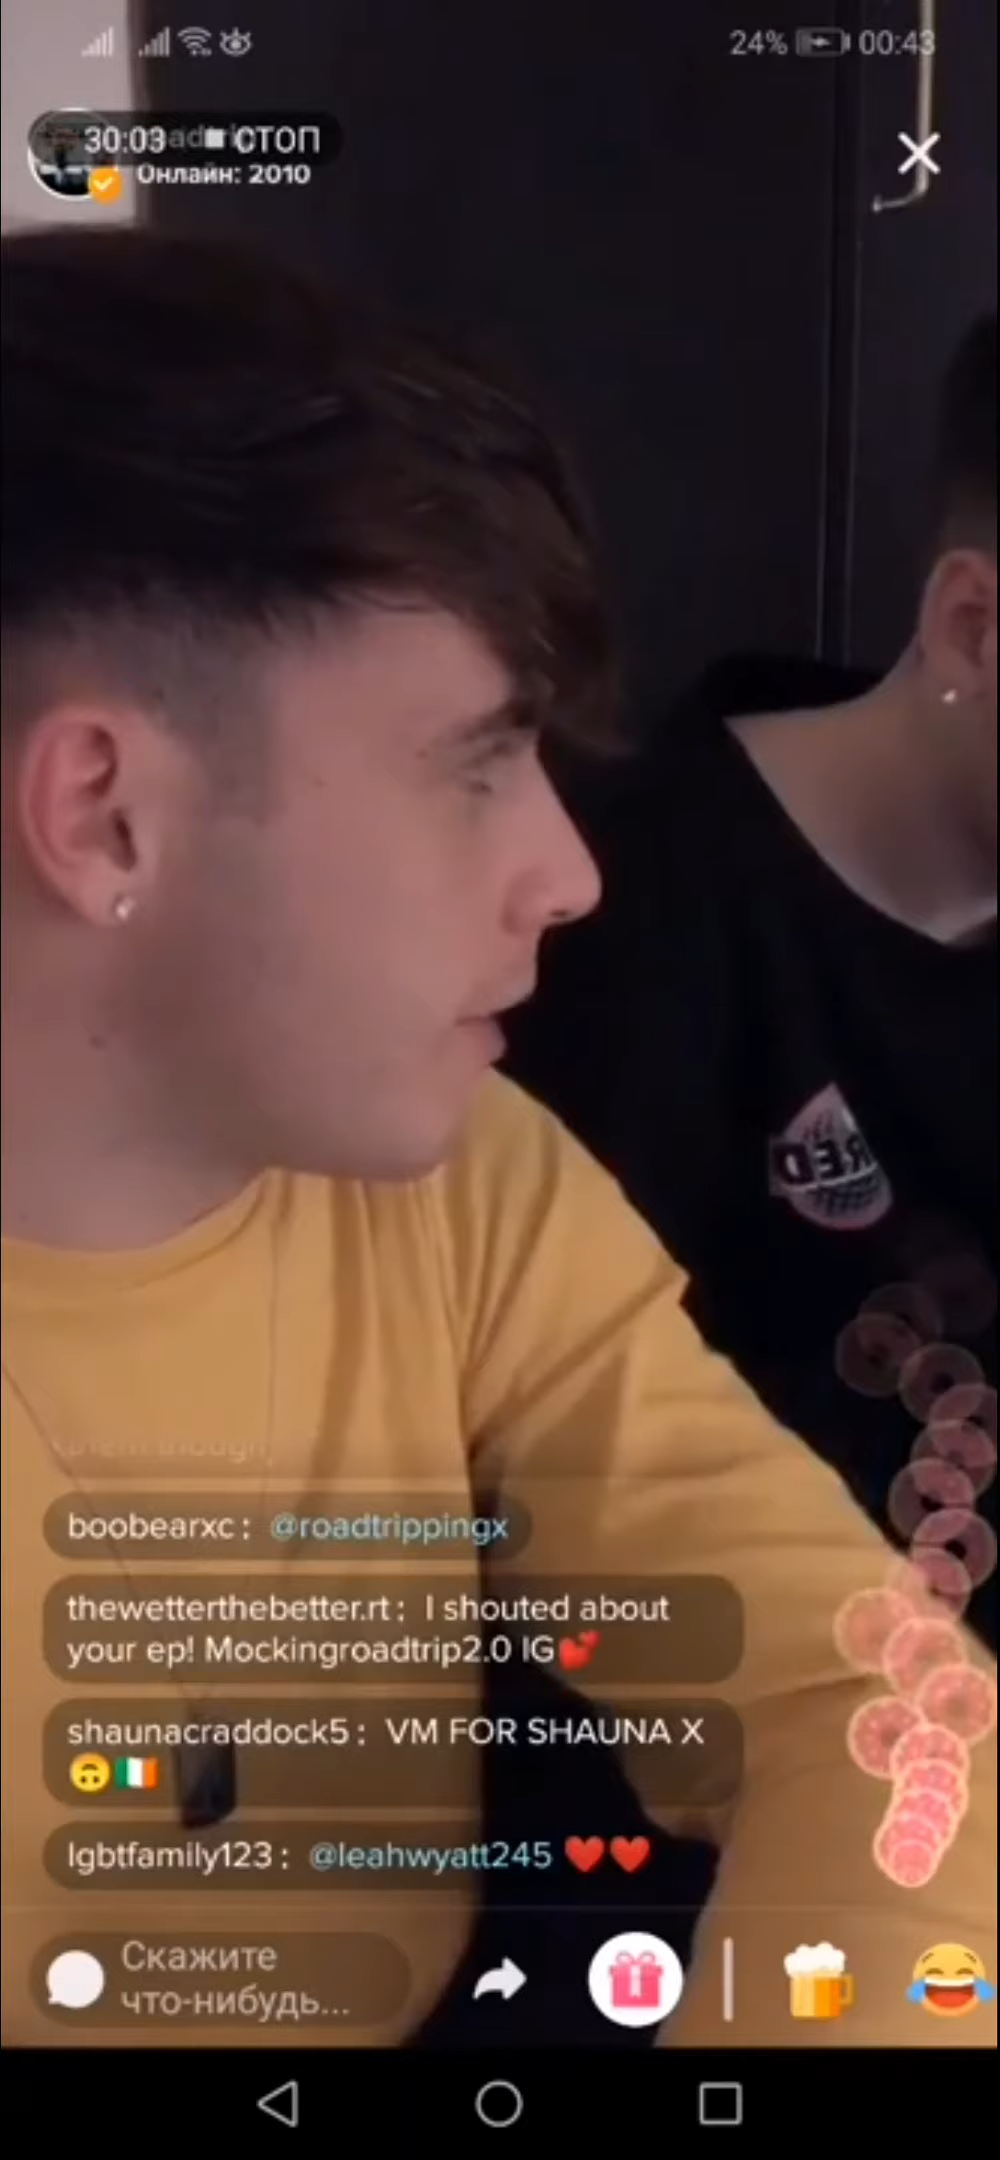 24% 00:43
30:03 СТОП
Онлайн: 2010
RED
boobearxc: @roadtrippingx
thewetterthebetter.rt: I shouted about
your ep! Mockingroadtrip2.0 IG💕
shaunacraddock5: VM FOR SHAUNA X
🙃🇮🇪
lgbtfamily123: @leahwyatt245 ❤️❤️
Скажите
что-нибудь...